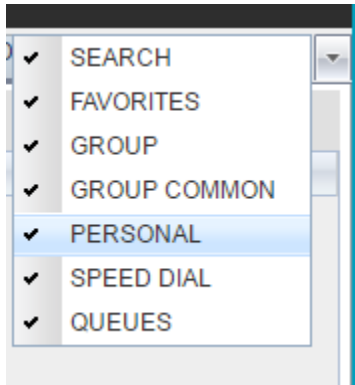 SEARCH
FAVORITES
GROUP
GROUP COMMON
PERSONAL
SPEED DIAL
QUEUES